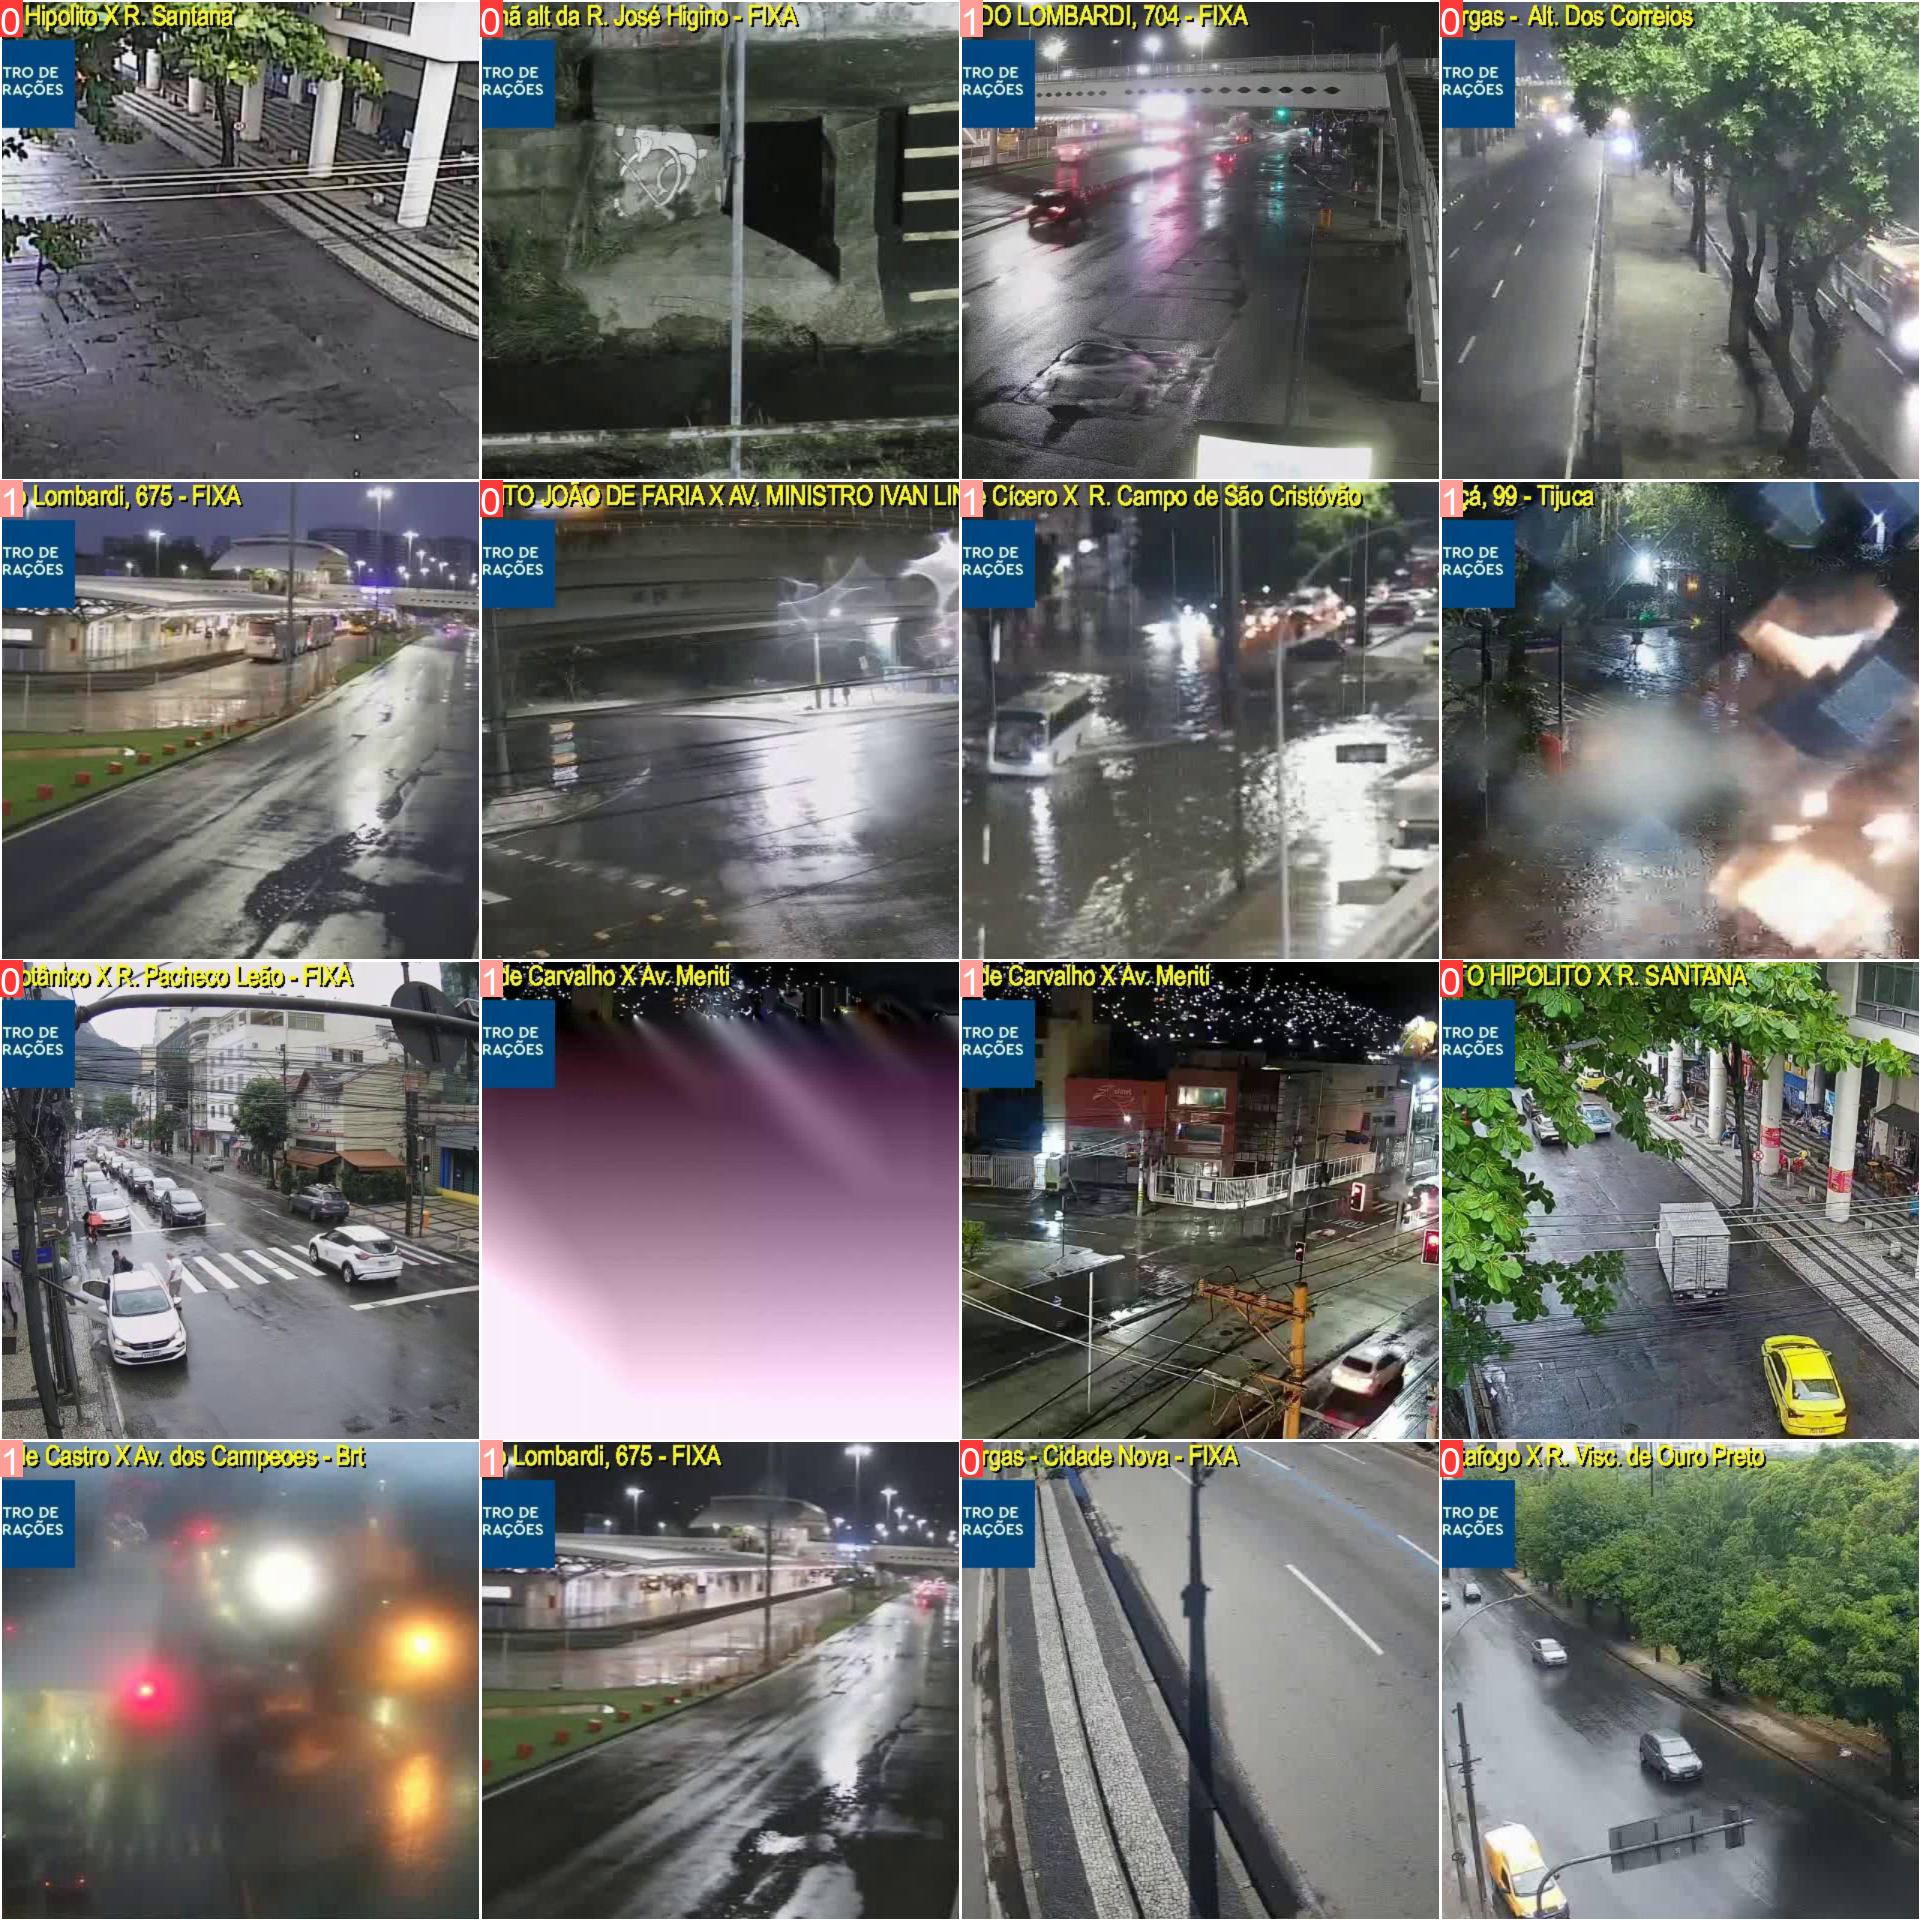 0
Hipolito X R. Santana
TRO DE
RAÇÕES
0
ã alt da R. José Higino - FIXA
TRO DE
RAÇÕES
1
DO LOMBARDI, 704 - FIXA
TRO DE
RAÇÕES
0
rgas - Alt. Dos Correios
TRO DE
RAÇÕES
1
Lombardi, 675 - FIXA
TRO DE
RAÇÕES
0
TO JOÃO DE FARIA X AV. MINISTRO IVAN LIN
TRO DE
RAÇÕES
1
e Cícero X R. Campo de São Cristóvão
TRO DE
RAÇÕES
1
çá, 99 - Tijuca
TRO DE
RAÇÕES
0
otânico X R. Pacheco Leão - FIXA
TRO DE
RAÇÕES
1
de Carvalho X Av. Meriti
TRO DE
RAÇÕES
1
de Carvalho X Av. Meriti
TRO DE
RAÇÕES
0
TO HIPOLITO X R. SANTANA
TRO DE
RAÇÕES
1
de Castro X Av. dos Campeoes - Brt
TRO DE
RAÇÕES
1
Lombardi, 675 - FIXA
TRO DE
RAÇÕES
0
rgas - Cidade Nova - FIXA
TRO DE
RAÇÕES
0
tafogo X R. Visc. de Ouro Preto
TRO DE
RAÇÕES